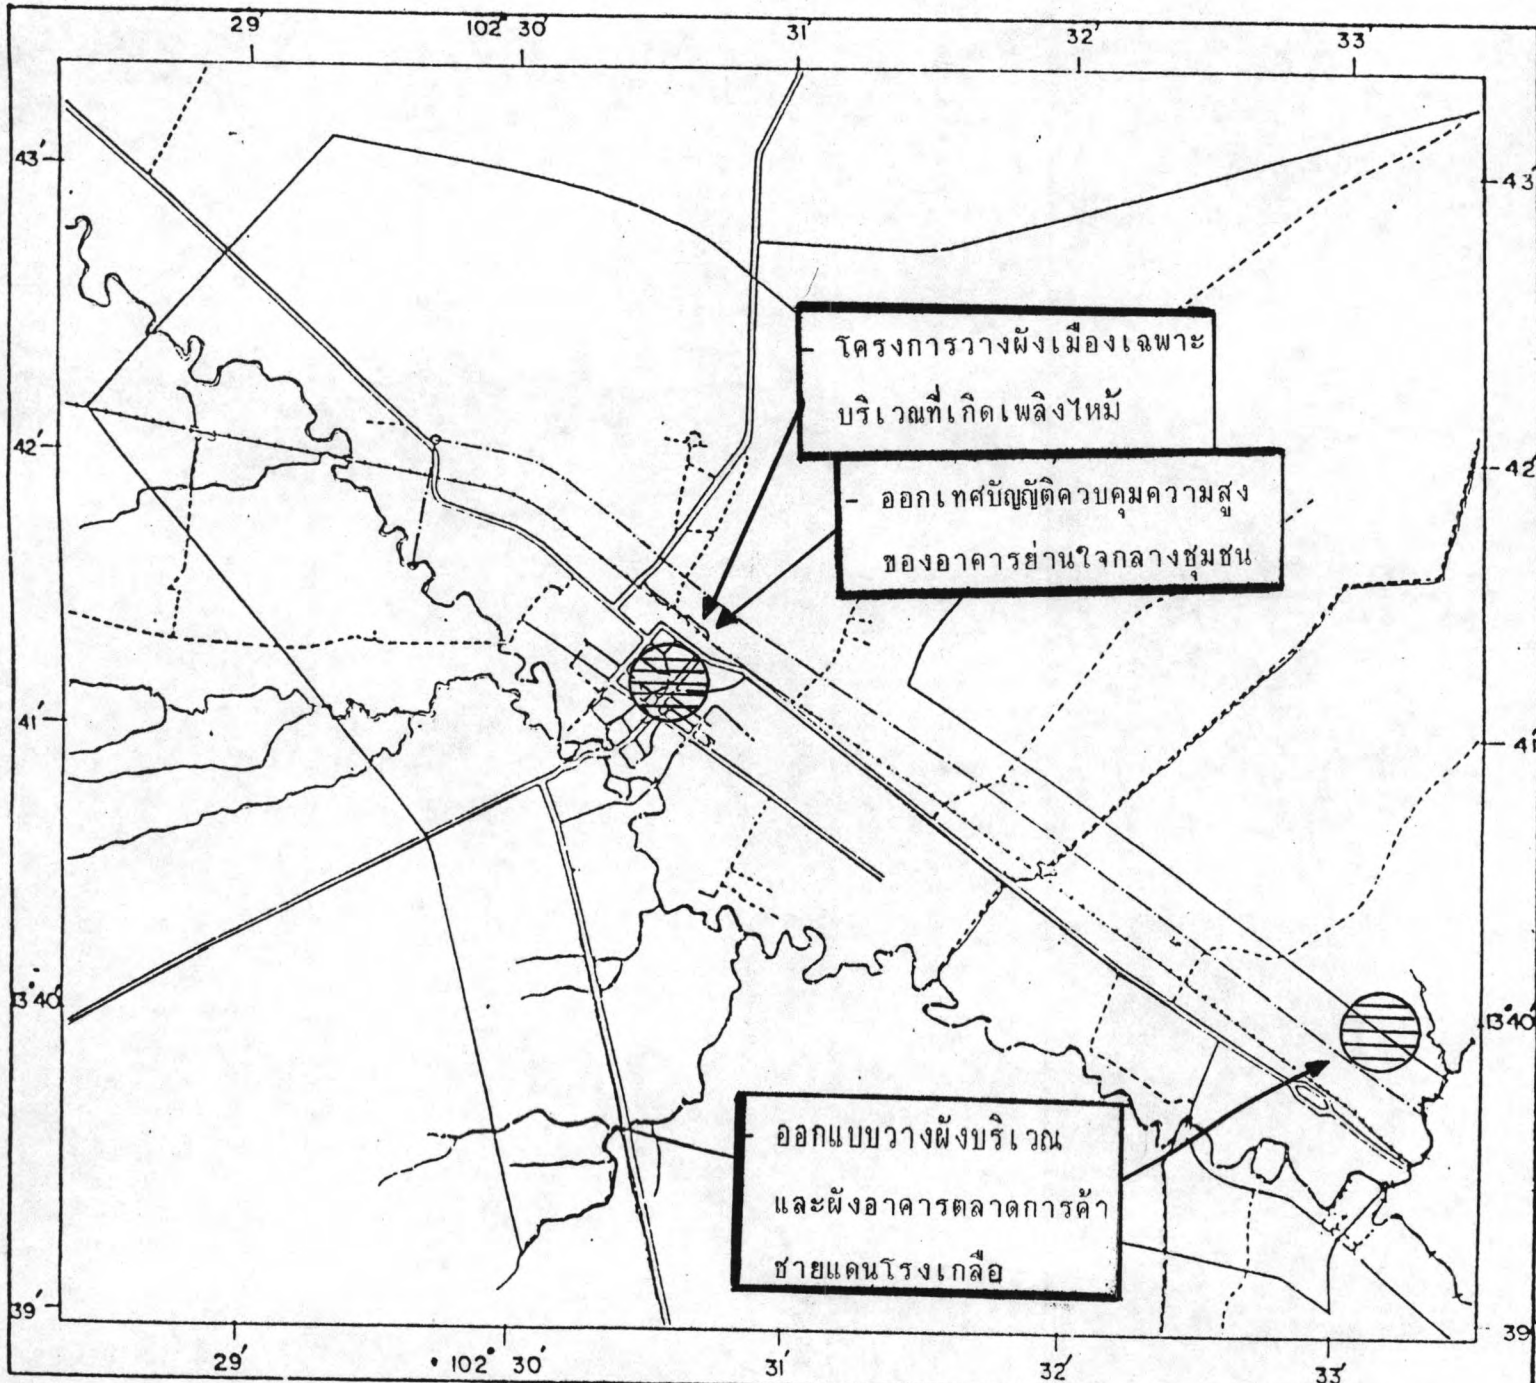 29' 102° 30' 31' 32' 33'
43' 43'
- โครงการวางผังเมืองเฉพาะ
บริเวณที่เกิดเพลิงไหม้
42' 42'
- ออกเทศบัญญัติควบคุมความสูง
ของอาคารย่านใจกลางชุมชน
41' 41'
13° 40' 13° 40'
- ออกแบบวางผังบริเวณ
และผังอาคารตลาดการค้า
ชายแดนโรงเกลือ
39' 39'
29' 102° 30' 31' 32' 33'